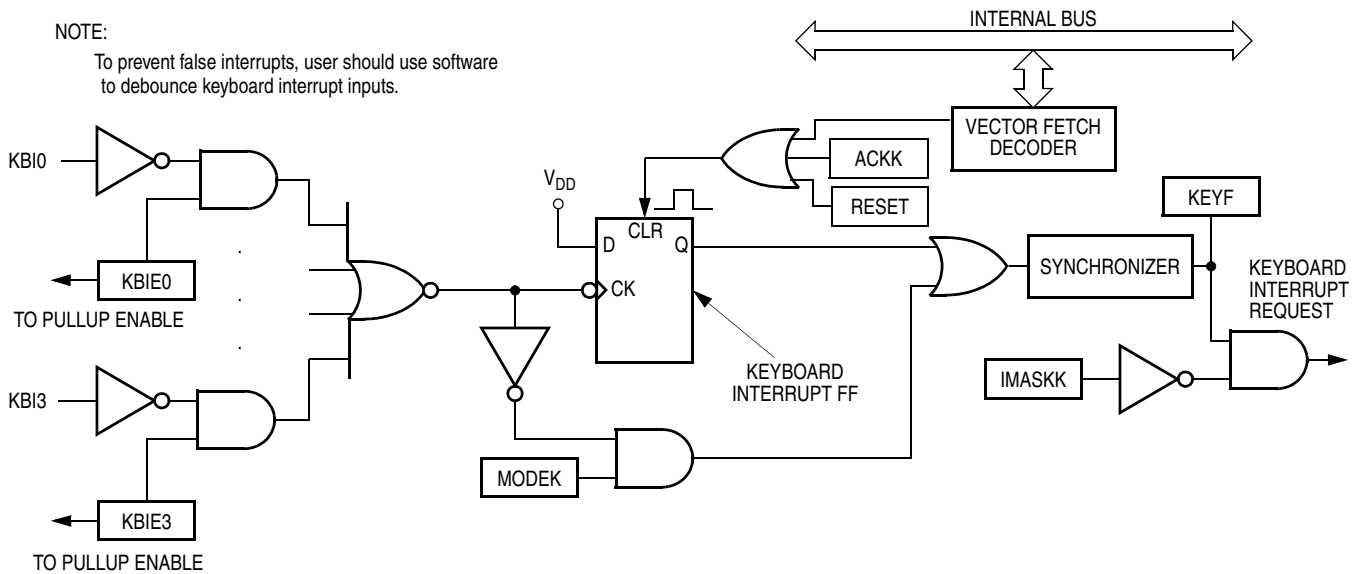 NOTE:
To prevent false interrupts, user should use software
to debounce keyboard interrupt inputs.
INTERNAL BUS
VECTOR FETCH
DECODER
ACKK
RESET
KBI0
KBIE0
TO PULLUP ENABLE
.
.
.
KBI3
KBIE3
TO PULLUP ENABLE
VDD
D
CLR
Q
CK
KEYBOARD
INTERRUPT FF
MODEK
SYNCHRONIZER
KEYF
IMASKK
KEYBOARD
INTERRUPT
REQUEST